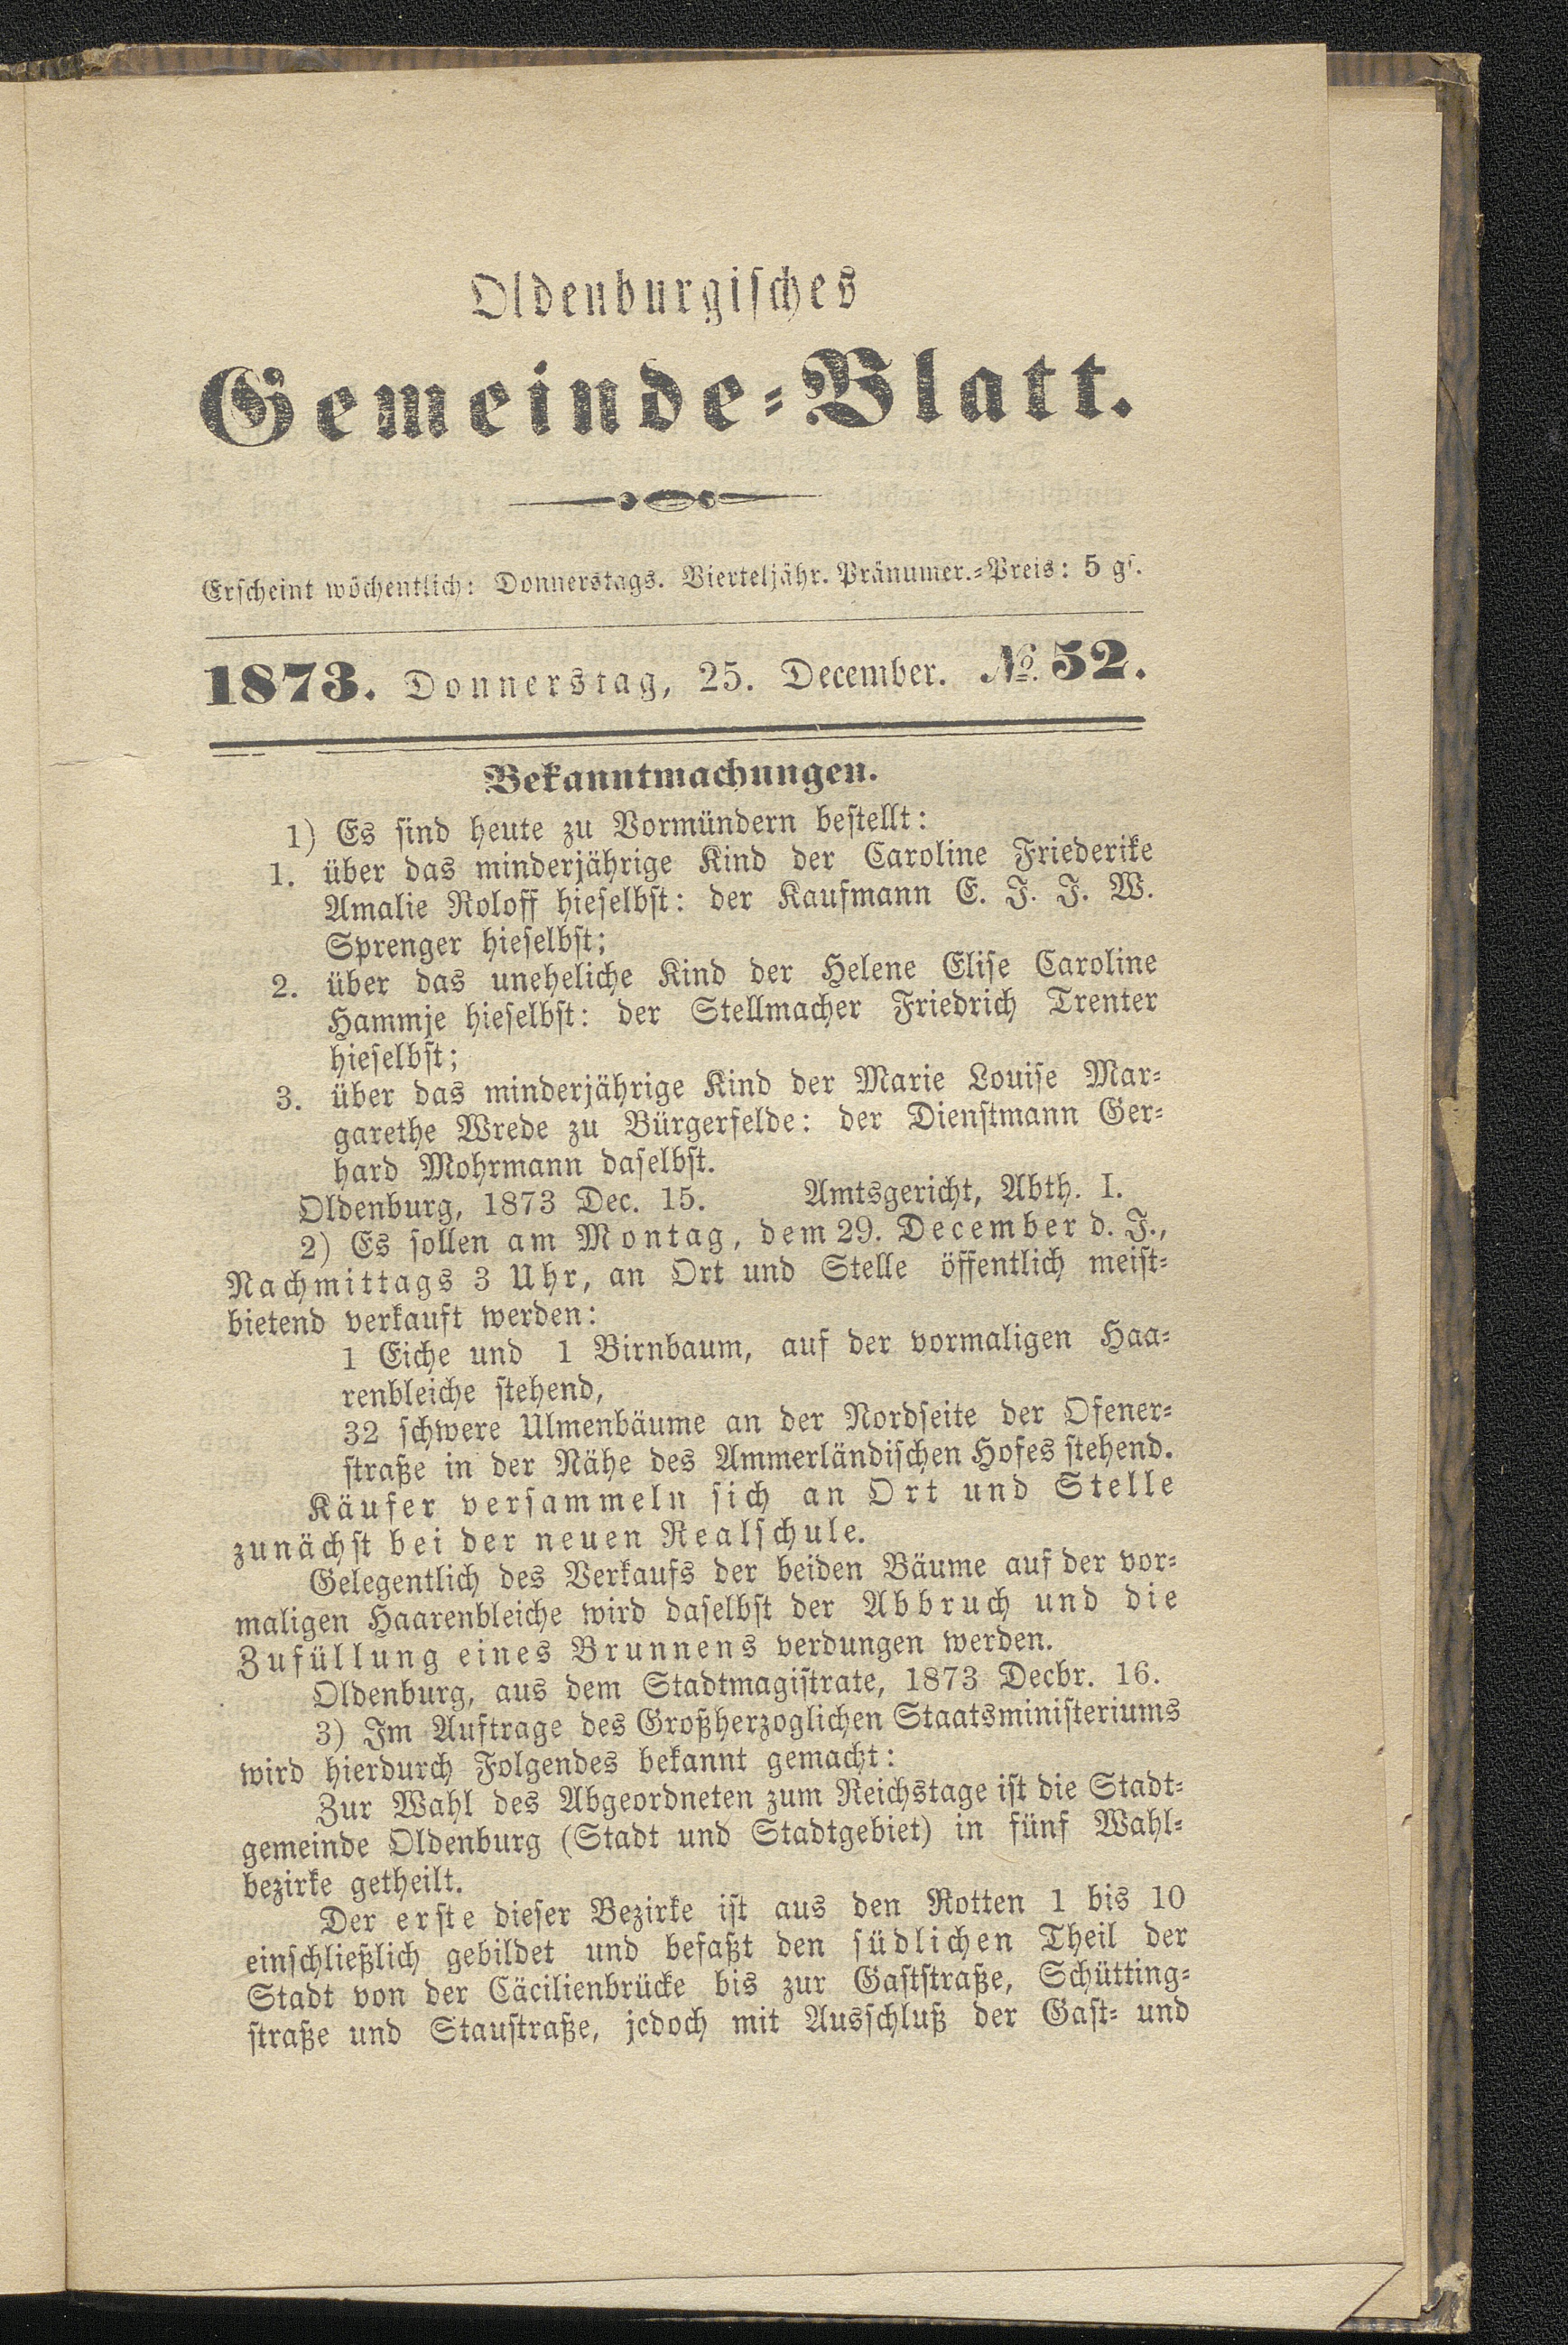 Oldenburgisches
Gemeinde-Blatt.
Erscheint wöchentlich: Donnerstags. Vierteljähr. Pränumer.-Preis: 5 gs.
1873. Donnerstag, 25. December. №. 52.
Bekanntmachungen.
1) Es sind heute zu Vormündern bestellt:
1. über das minderjährige Kind der Caroline Friederike
Amalie Roloff hieselbst: der Kaufmann E. J. J. W.
Sprenger hieselbst;
2. über das uneheliche Kind der Helene Elise Caroline
Hammje hieselbst: der Stellmacher Friedrich Trenter
hieselbst;
3. über das minderjährige Kind der Marie Louise Mar-
garethe Wrede zu Bürgerfelde: der Dienstmann Ger-
hard Mohrmann daselbst.
Oldenburg, 1873 Dec. 15. Amtsgericht, Abth. I.
2) Es sollen am Montag, dem 29. December d. J.,
Nachmittags 3 Uhr, an Ort und Stelle öffentlich meist-
bietend verkauft werden:
1 Eiche und 1 Birnbaum, auf der vormaligen Haa-
renbleiche stehend,
32 schwere Ulmenbäume an der Nordseite der Ofener-
straße in der Nähe des Ammerländischen Hofes stehend.
Käufer versammeln sich an Ort und Stelle
zunächst bei der neuen Realschule.
Gelegentlich des Verkaufs der beiden Bäume auf der vor-
maligen Haarenbleiche wird daselbst der Abbruch und die
Zufüllung eines Brunnens verdungen werden.
Oldenburg, aus dem Stadtmagistrate, 1873 Decbr. 16.
3) Im Auftrage des Großherzoglichen Staatsministeriums
wird hierdurch Folgendes bekannt gemacht:
Zur Wahl des Abgeordneten zum Reichstage ist die Stadt-
gemeinde Oldenburg (Stadt und Stadtgebiet) in fünf Wahl-
bezirke getheilt.
Der erste dieser Bezirke ist aus den Rotten 1 bis 10
einschließlich gebildet und befaßt den südlichen Theil der
Stadt von der Cäcilienbrücke bis zur Gaststraße, Schütting-
straße und Staustraße, jedoch mit Ausschluß der Gast- und